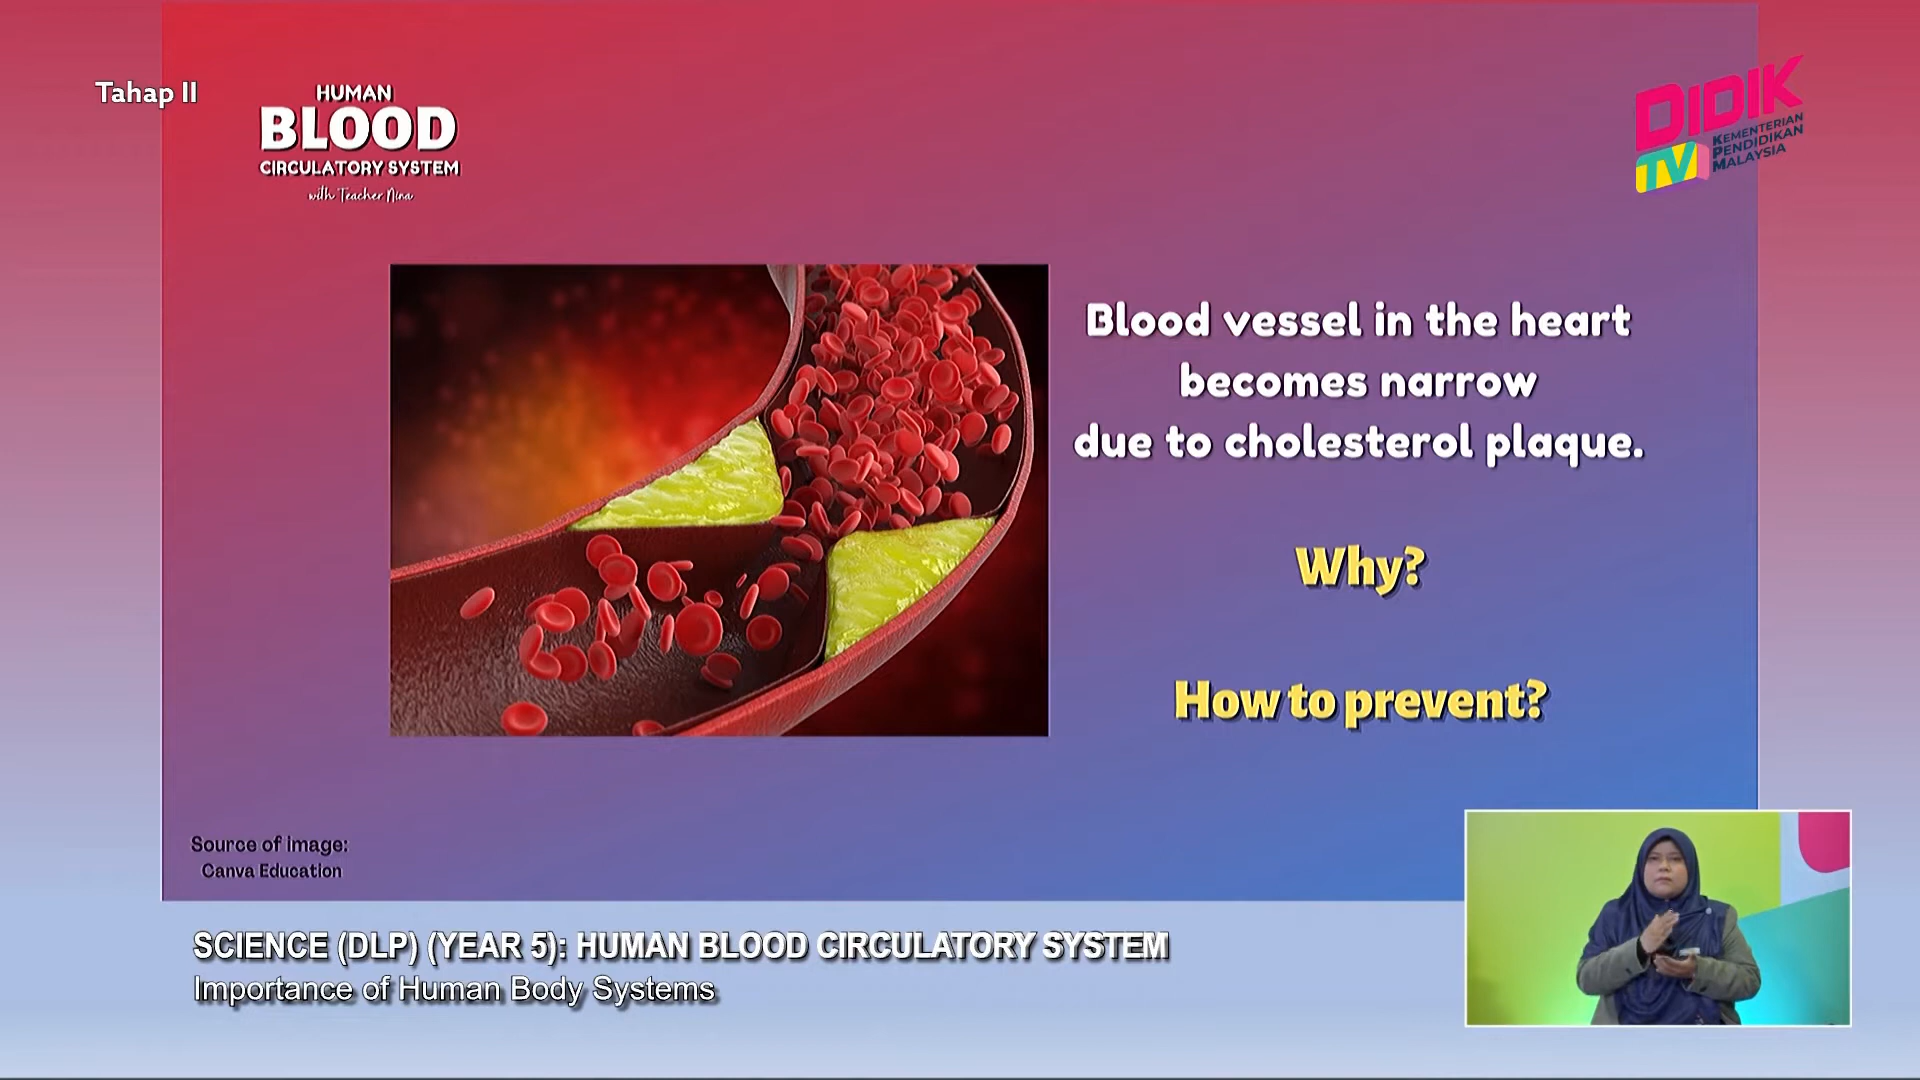 Tahap II
HUMAN
BLOOD
CIRCULATORY SYSTEM
with Teacher Nina
DIDIK
TV
KEMENTERIAN
PENDIDIKAN
MALAYSIA
Blood vessel in the heart
becomes narrow
due to cholesterol plaque.
Why?
How to prevent?
Source of image:
Canva Education
SCIENCE (DLP) (YEAR 5): HUMAN BLOOD CIRCULATORY SYSTEM
Importance of Human Body Systems